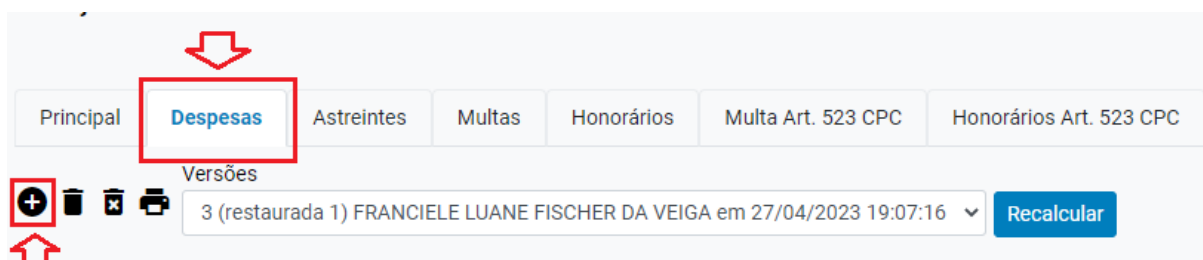 Principal Despesas Astreintes Multas Honorários Multa Art. 523 CPC Honorários Art. 523 CPC
Versões
3 (restaurada 1) FRANCIELE LUANE FISCHER DA VEIGA em 27/04/2023 19:07:16 Recalcular